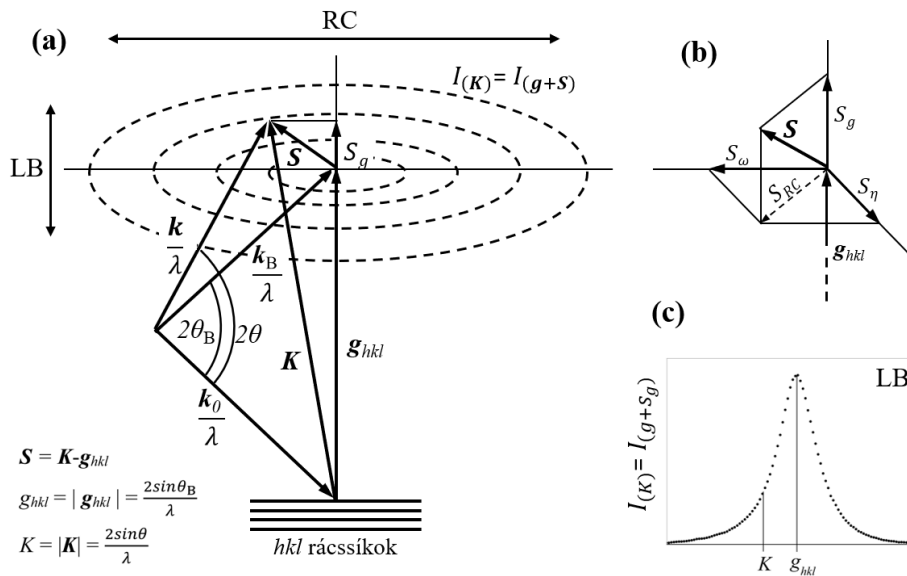 (a)
RC
I(K) = I(g+S)
LB
S
Sg
k/λ
kB/λ
2θB
2θ
K
ghkl
k0/λ
S = K-ghkl
ghkl = | ghkl | = 2sinθB/λ
K = |K| = 2sinθ/λ
hkl rácssíkok
(b)
Sg
S
Sω
SRC
Sη
ghkl
(c)
LB
I(K) = I(g+sg)
K
ghkl